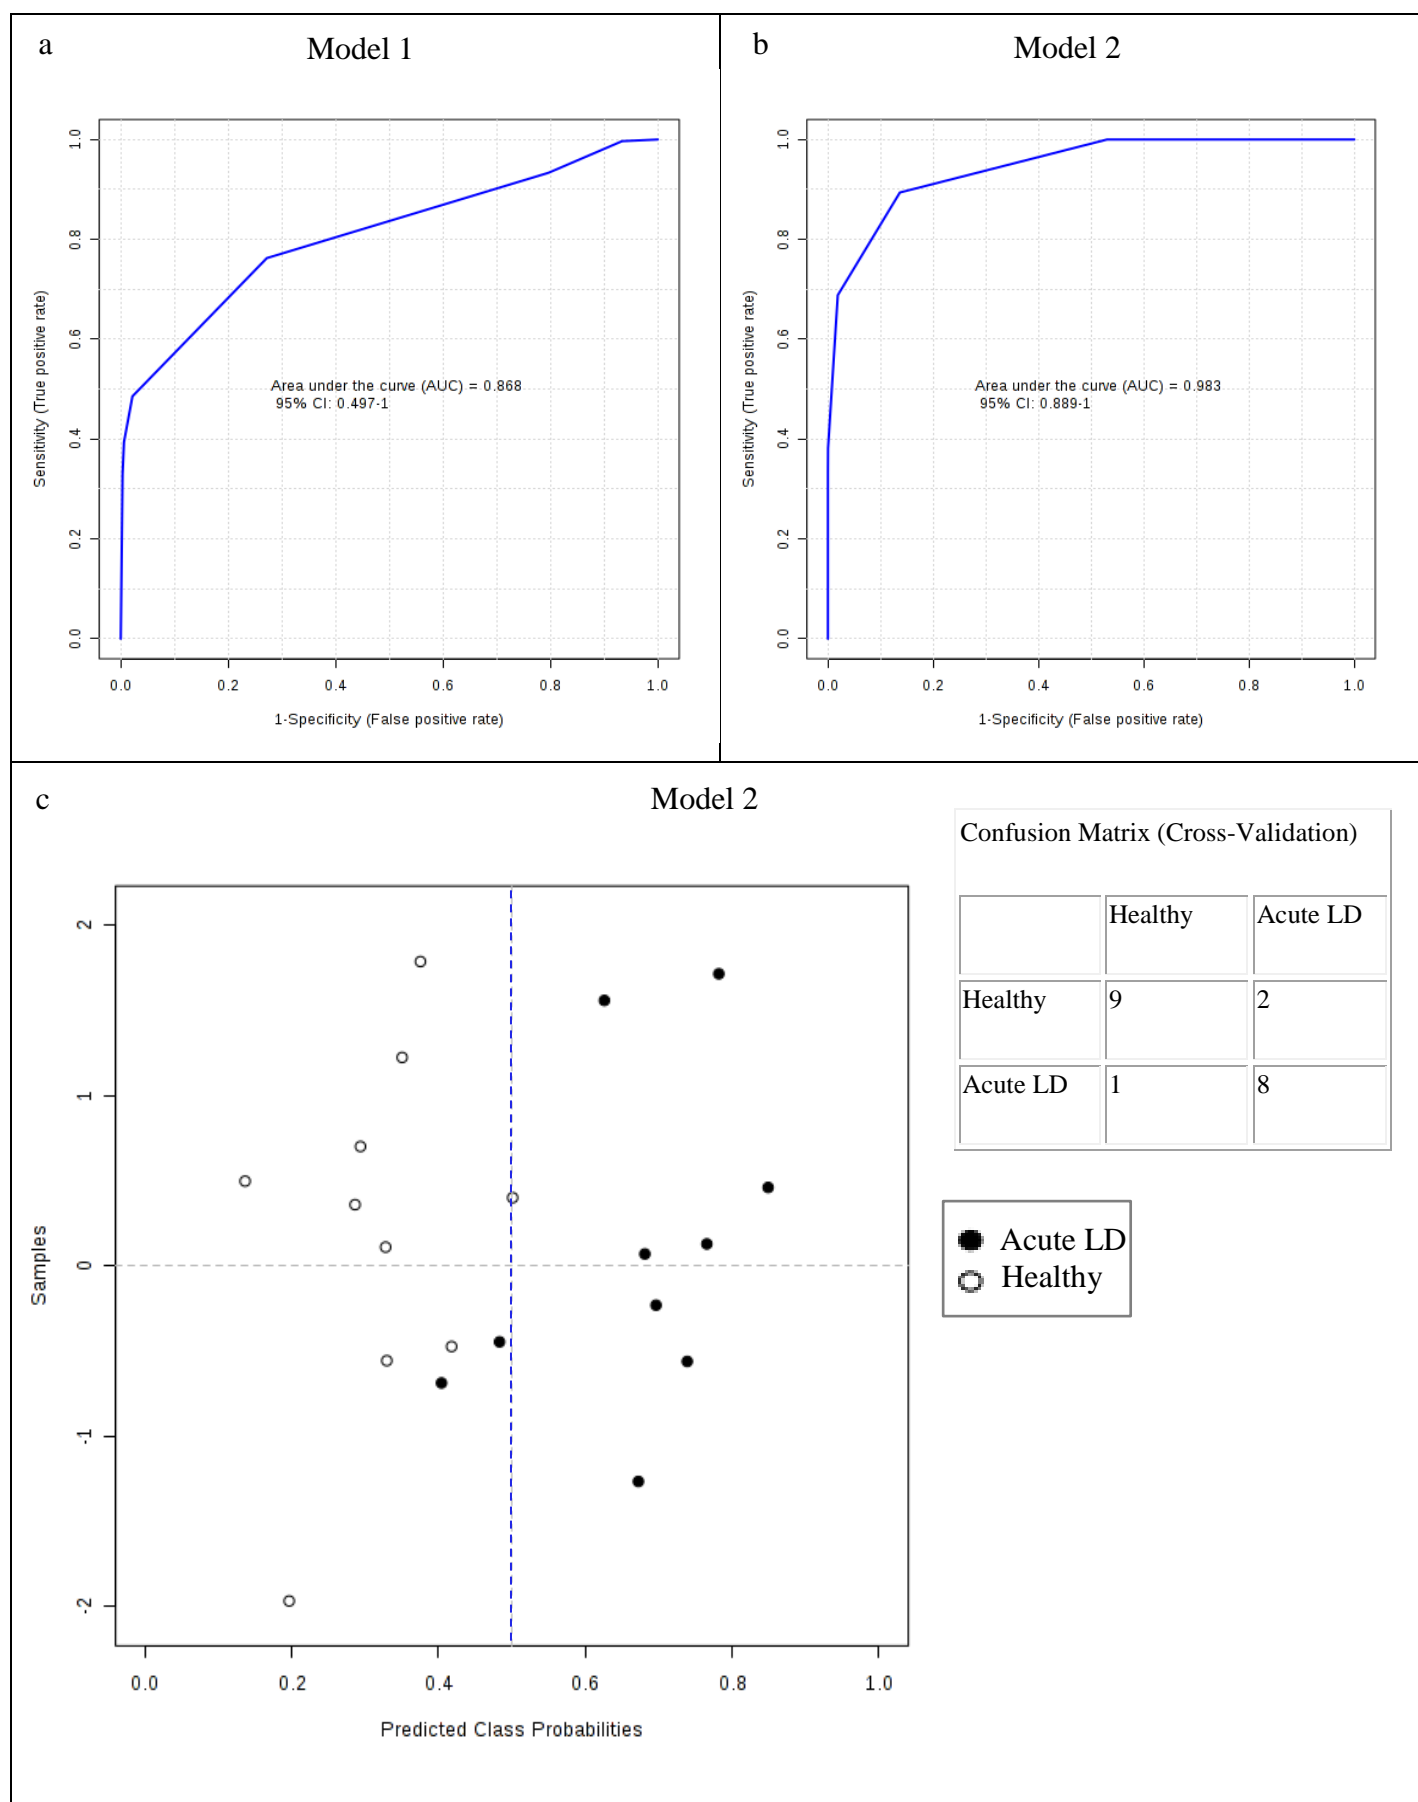 a
Model 1
1.0
0.8
0.6
0.4
0.2
0.0
Sensitivity (True positive rate)
Area under the curve (AUC) = 0.868
95% CI: 0.497-1
0.0 0.2 0.4 0.6 0.8 1.0
1-Specificity (False positive rate)
b
Model 2
1.0
0.8
0.6
0.4
0.2
0.0
Sensitivity (True positive rate)
Area under the curve (AUC) = 0.983
95% CI: 0.889-1
0.0 0.2 0.4 0.6 0.8 1.0
1-Specificity (False positive rate)
c
Model 2
2
1
0
-1
-2
Samples
0.0 0.2 0.4 0.6 0.8 1.0
Predicted Class Probabilities
Confusion Matrix (Cross-Validation)
Healthy Acute LD
Healthy 9 2
Acute LD 1 8
Acute LD
Healthy